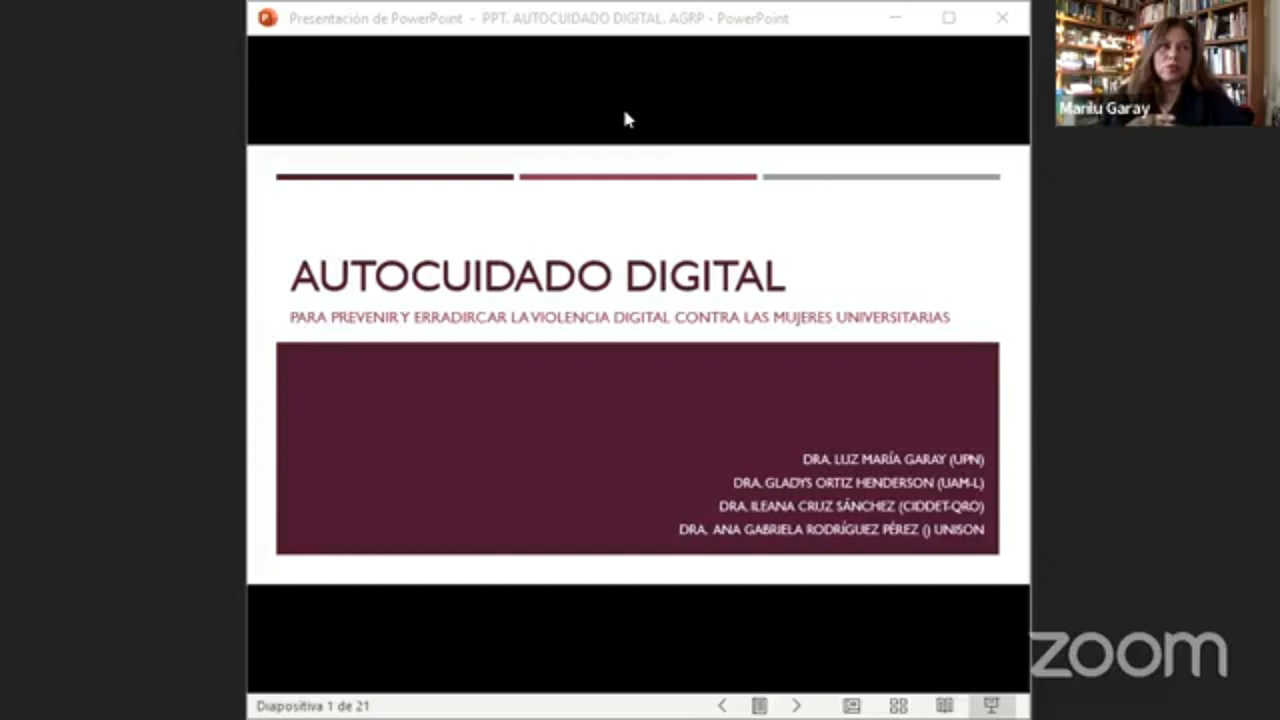 Presentación de PowerPoint - PPT. AUTOCUIDADO DIGITAL. AGRP - PowerPoint
Marilu Garay
AUTOCUIDADO DIGITAL
PARA PREVENIR Y ERRADIRCAR LA VIOLENCIA DIGITAL CONTRA LAS MUJERES UNIVERSITARIAS
DRA. LUZ MARÍA GARAY (UPN)
DRA. GLADYS ORTIZ HENDERSON (UAM-L)
DRA. ILEANA CRUZ SÁNCHEZ (CIDDET-QRO)
DRA. ANA GABRIELA RODRÍGUEZ PÉREZ () UNISON
zoom
Diapositiva 1 de 21